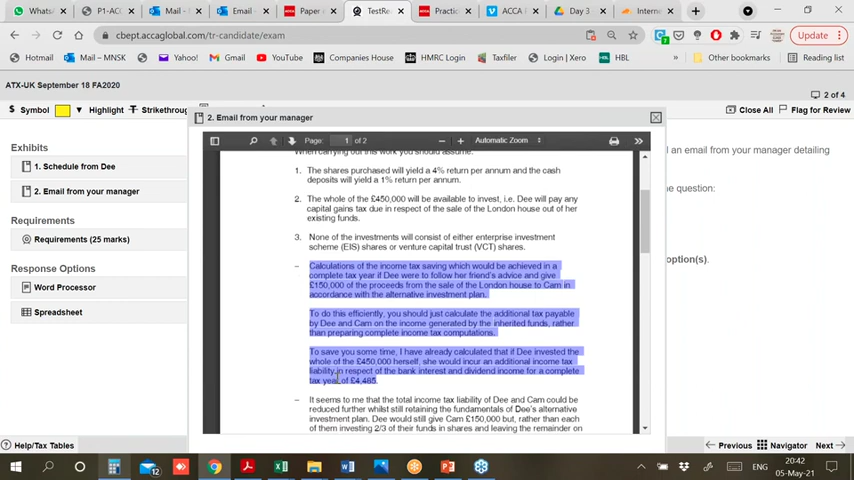 WhatsA
P1-ACC
Mail - M
Email -
Paper
TestRe
Practic
ACCA F
Day 3
Intern
cbept.accaglobal.com/tr-candidate/exam
Update
Hotmail – MNSK
Yahoo!
Gmail
YouTube
Companies House
HMRC Login
Taxfiler
Login | Xero
HBL
»
Other bookmarks
Reading list
ATX-UK September 18 FA2020
2 of 4
$ Symbol
Highlight
Strikethrou
Close All
Flag for Review
2. Email from your manager
Exhibits
1. Schedule from Dee
2. Email from your manager
Requirements
Requirements (25 marks)
Response Options
Word Processor
Spreadsheet
Page: 1 of 2
Automatic Zoom
When carrying out this work you should assume:
1. The shares purchased will yield a 4% return per annum and the cash
deposits will yield a 1% return per annum.
2. The whole of the £450,000 will be available to invest, i.e. Dee will pay any
capital gains tax due in respect of the sale of the London house out of her
existing funds.
3. None of the investments will consist of either enterprise investment
scheme (EIS) shares or venture capital trust (VCT) shares.
– Calculations of the income tax saving which would be achieved in a
complete tax year if Dee were to follow her friend's advice and give
£150,000 of the proceeds from the sale of the London house to Cam in
accordance with the alternative investment plan.
To do this efficiently, you should just calculate the additional tax payable
by Dee and Cam on the income generated by the inherited funds, rather
than preparing complete income tax computations.
To save you some time, I have already calculated that if Dee invested the
whole of the £450,000 herself, she would incur an additional income tax
liability in respect of the bank interest and dividend income for a complete
tax year of £4,485.
– It seems to me that the total income tax liability of Dee and Cam could be
reduced further whilst still retaining the fundamentals of Dee's alternative
investment plan. Dee would still give Cam £150,000 but, rather than each
of them investing 2/3 of their funds in shares and leaving the remainder on
l an email from your manager detailing
the question:
option(s).
Help/Tax Tables
Previous
Navigator
Next
12
ENG
20:42
05-May-21